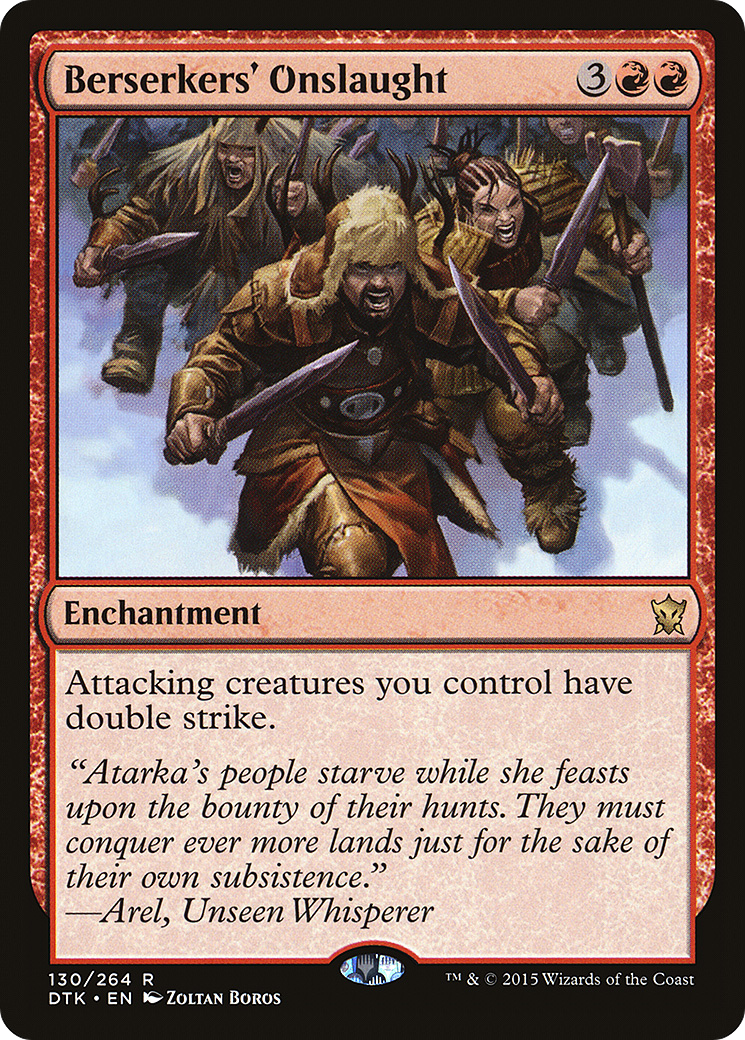 Berserkers' Onslaught 3
Enchantment
Attacking creatures you control have
double strike.
“Atarka's people starve while she feasts
upon the bounty of their hunts. They must
conquer ever more lands just for the sake of
their own subsistence.”
—Arel, Unseen Whisperer
130/264 R
DTK • EN Zoltan Boros
™ & © 2015 Wizards of the Coast